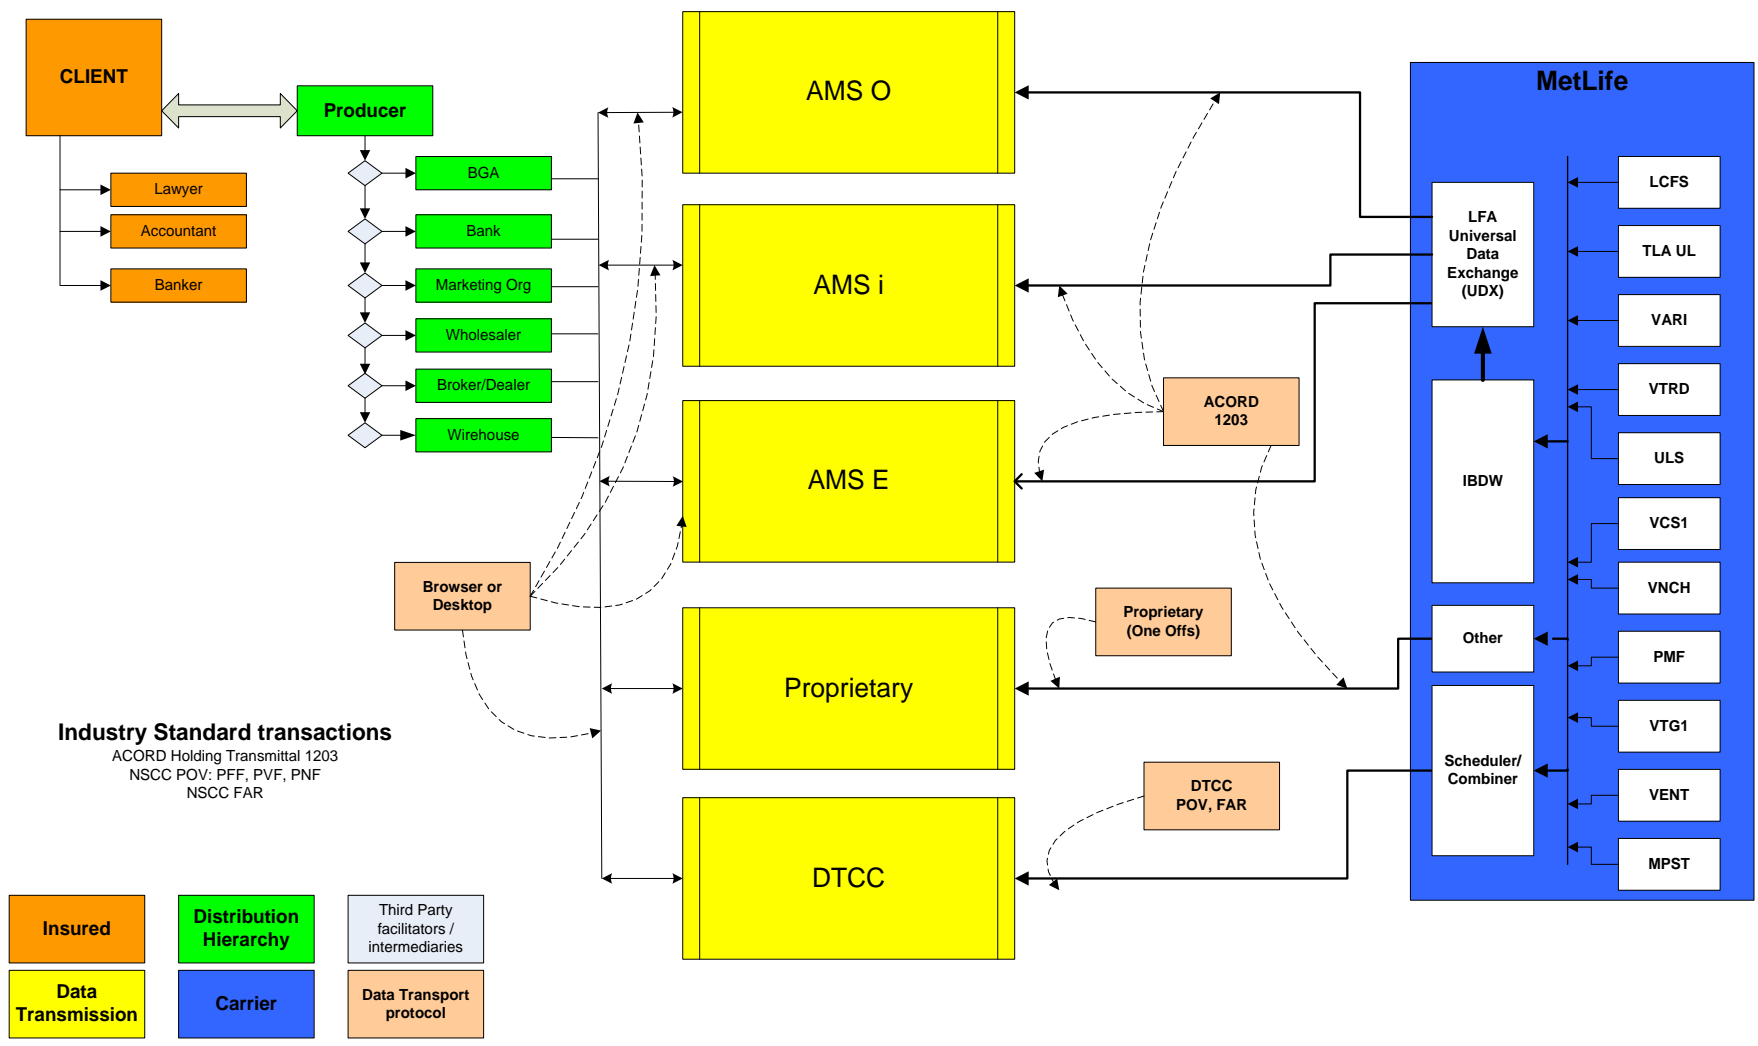 CLIENT
Producer
Lawyer
Accountant
Banker
BGA
Bank
Marketing Org
Wholesaler
Broker/Dealer
Wirehouse
Browser or
Desktop
AMS O
AMS i
AMS E
Proprietary
DTCC
ACORD
1203
Proprietary
(One Offs)
DTCC
POV, FAR
MetLife
LFA
Universal
Data
Exchange
(UDX)
IBDW
Other
Scheduler/
Combiner
LCFS
TLA UL
VARI
VTRD
ULS
VCS1
VNCH
PMF
VTG1
VENT
MPST
Industry Standard transactions
ACORD Holding Transmittal 1203
NSCC POV: PFF, PVF, PNF
NSCC FAR
Insured
Distribution
Hierarchy
Third Party
facilitators /
intermediaries
Data
Transmission
Carrier
Data Transport
protocol